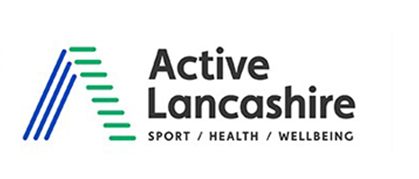 Active
Lancashire
SPORT / HEALTH / WELLBEING